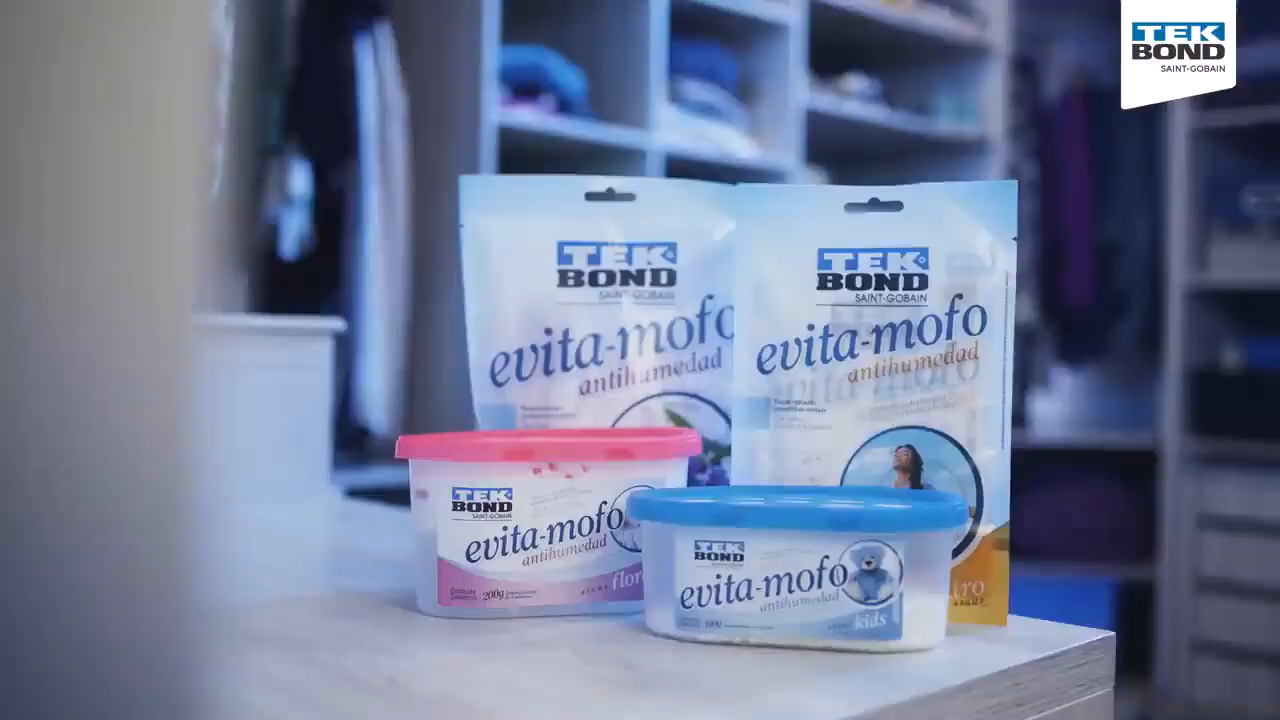 TEK
BOND
SAINT-GOBAIN
TEK
BOND
SAINT-GOBAIN
evita-mofo
antihumedad
TEK
BOND
SAINT-GOBAIN
evita-mofo
antihumedad
TEK
BOND
SAINT-GOBAIN
evita-mofo
antihumedad
200g
TEK
BOND
evita-mofo
antihumedad
kids